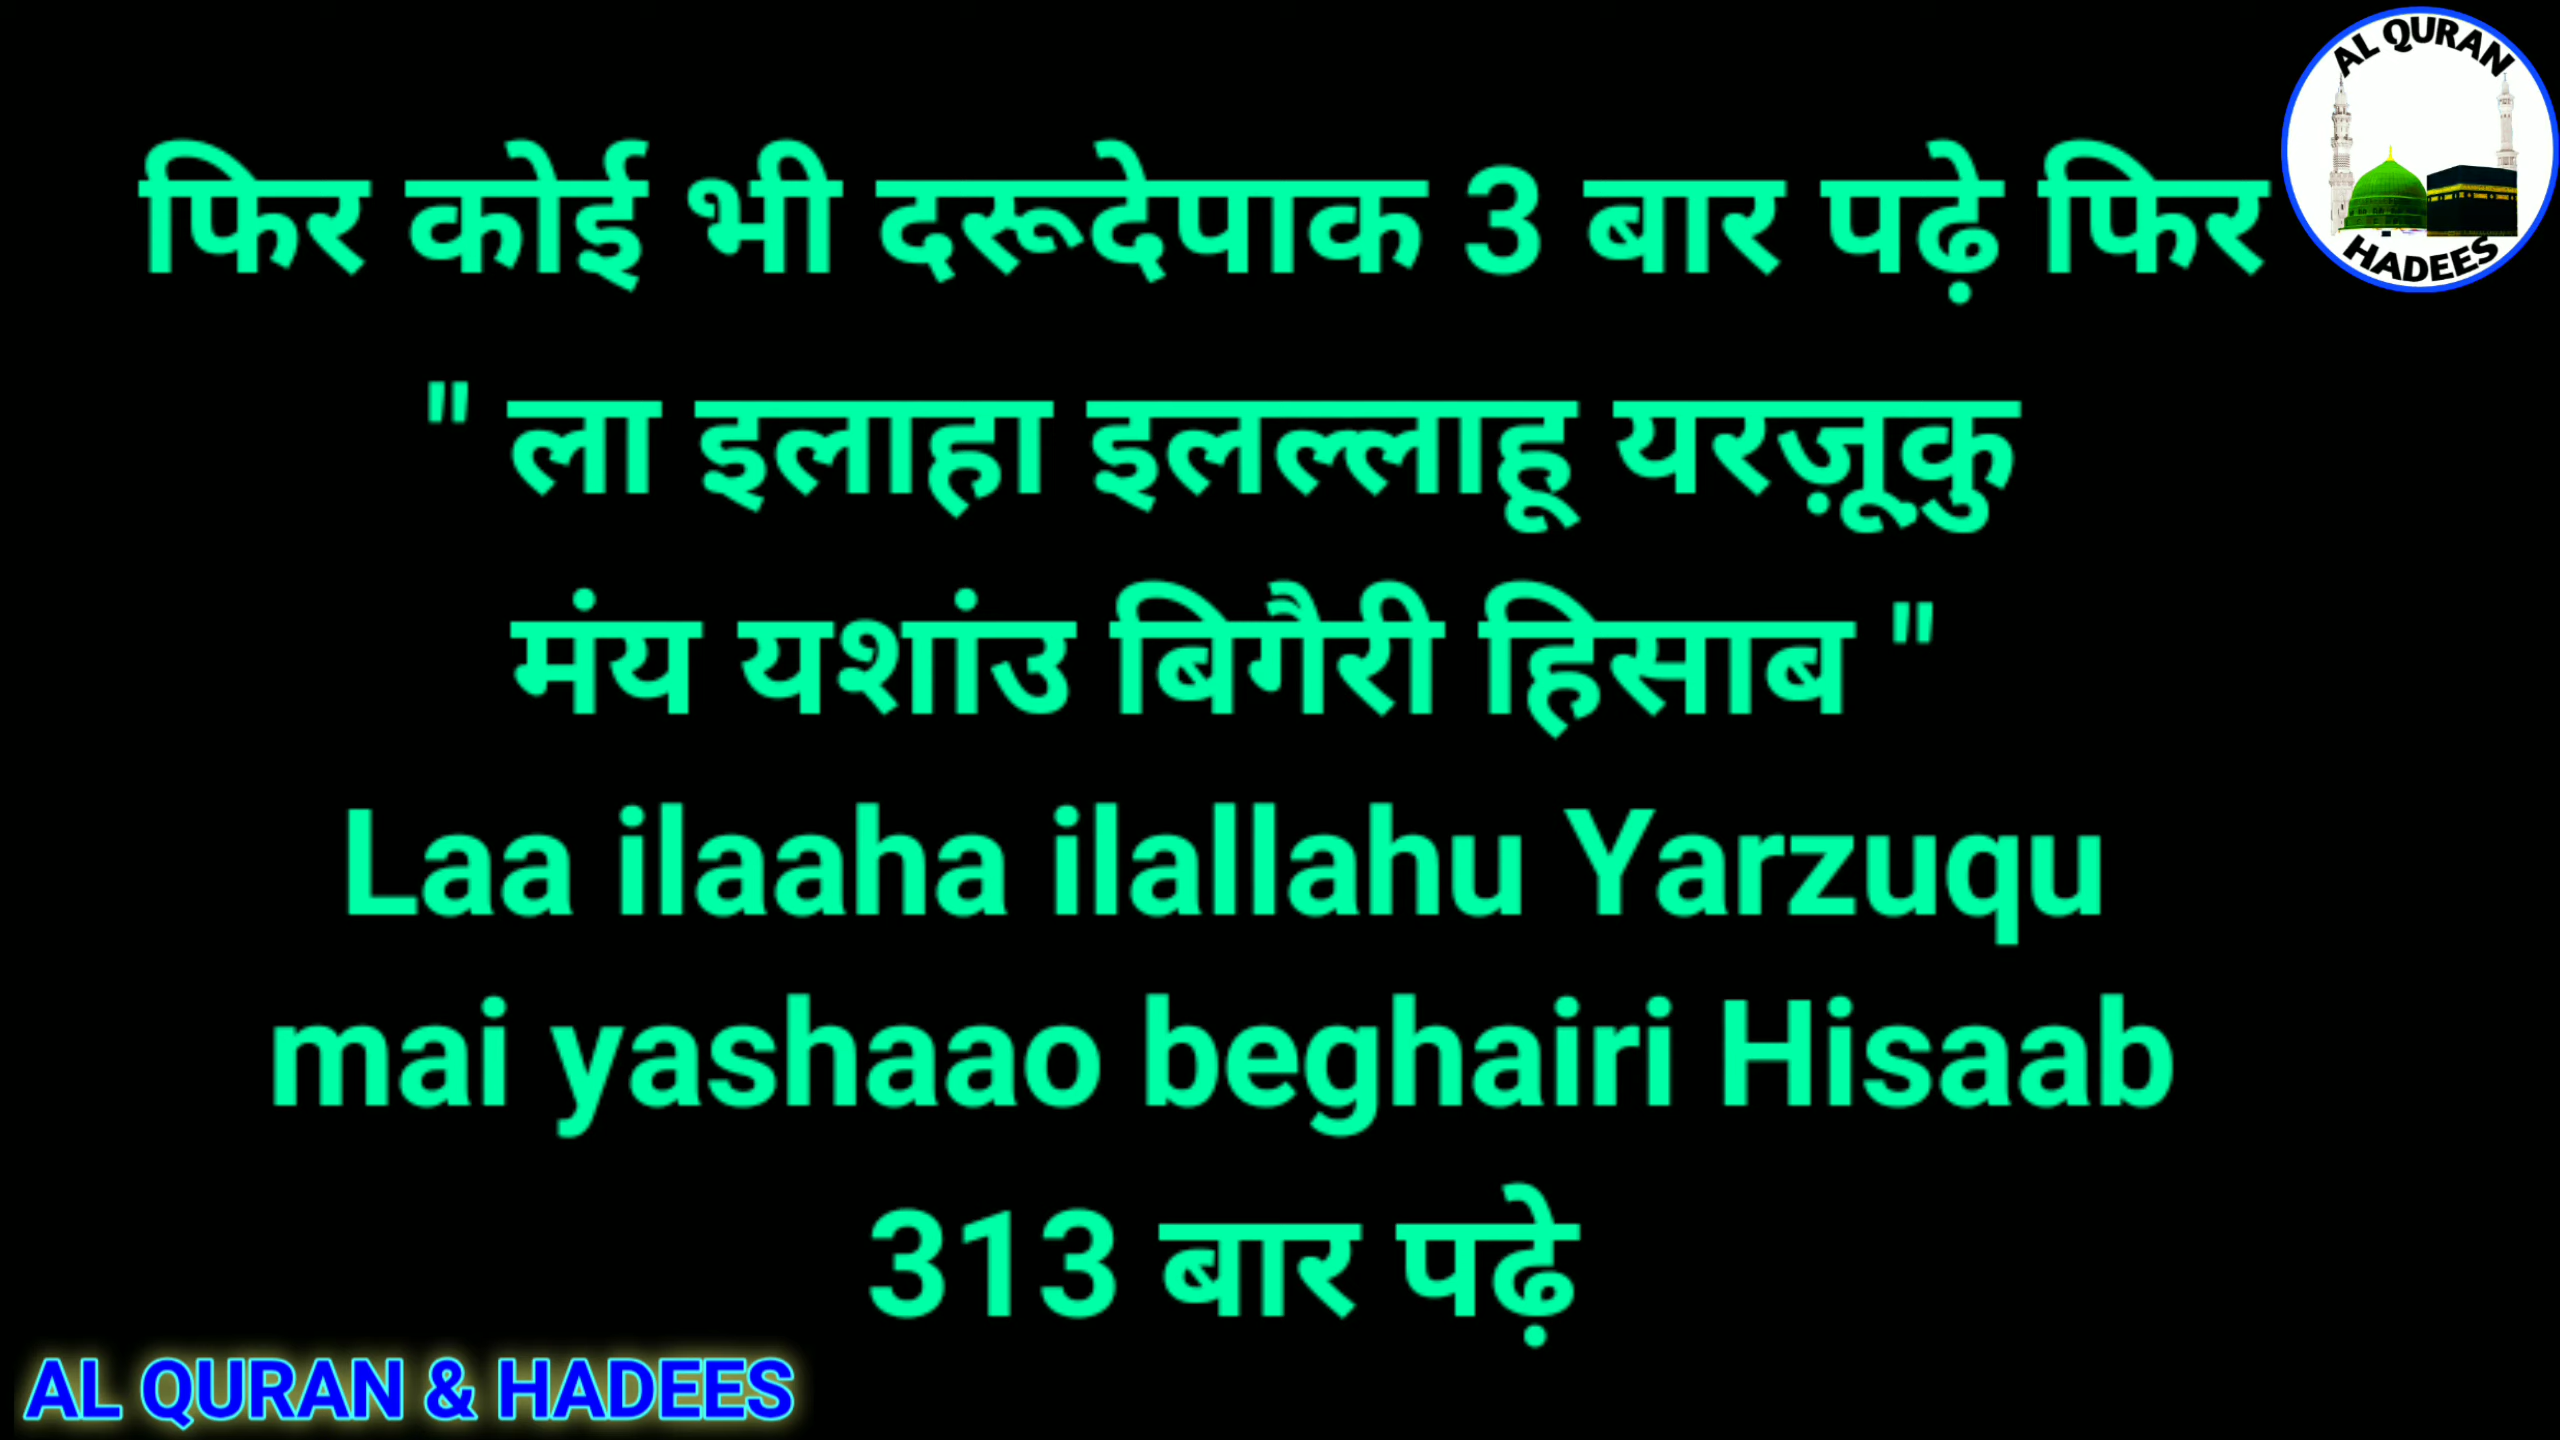 AL QURAN
HADEES
फिर कोई भी दरूदेपाक 3 बार पढ़े फिर
" ला इलाहा इलल्लाहू यरज़ूकु
मंय यशांउ बिगैरी हिसाब "
Laa ilaaha ilallahu Yarzuqu
mai yashaao beghairi Hisaab
313 बार पढ़े
AL QURAN & HADEES